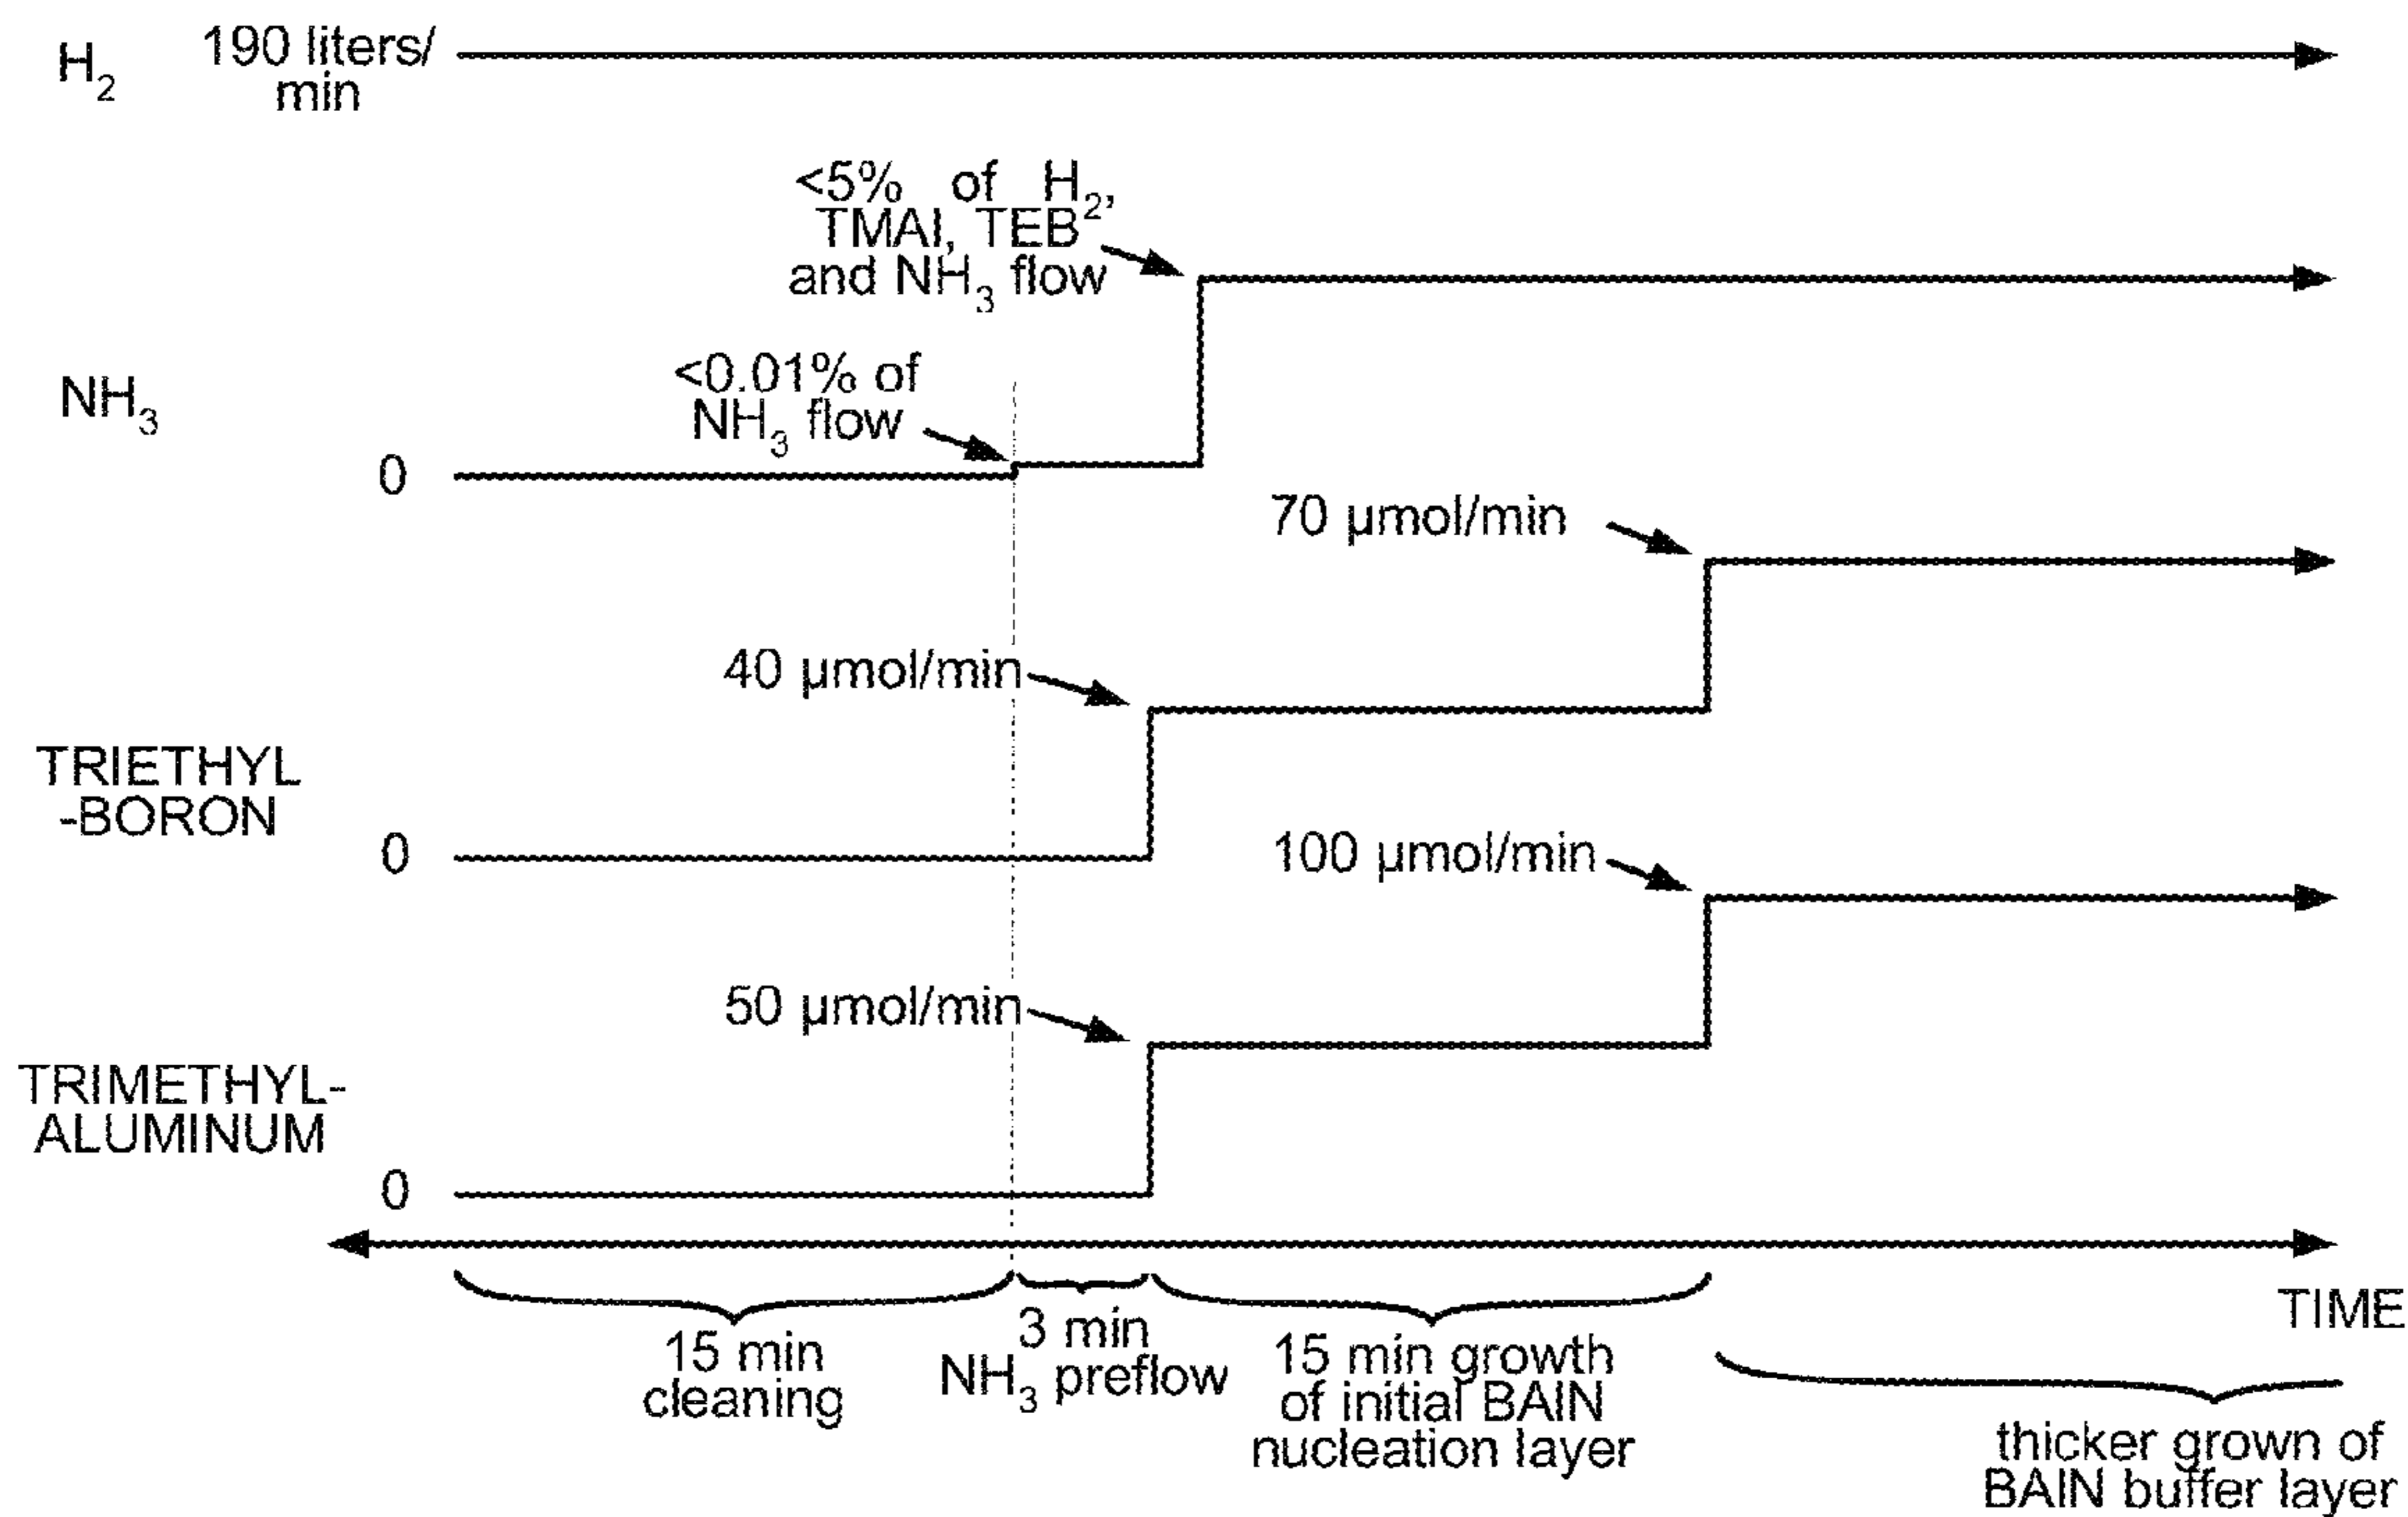 H₂ 190 liters/
min
<5% of H₂,
TMAl, TEB
and NH₃ flow
<0.01% of
NH₃ flow
NH₃
0
70 µmol/min
40 µmol/min
TRIETHYL
-BORON
0
100 µmol/min
50 µmol/min
TRIMETHYL-
ALUMINUM
0
TIME
15 min
cleaning
3 min
NH₃ preflow
15 min growth
of initial BAlN
nucleation layer
thicker grown of
BAlN buffer layer